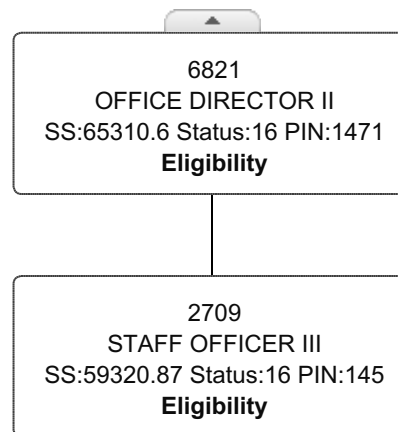 6821
OFFICE DIRECTOR II
SS:65310.6 Status:16 PIN:1471
Eligibility
2709
STAFF OFFICER III
SS:59320.87 Status:16 PIN:145
Eligibility